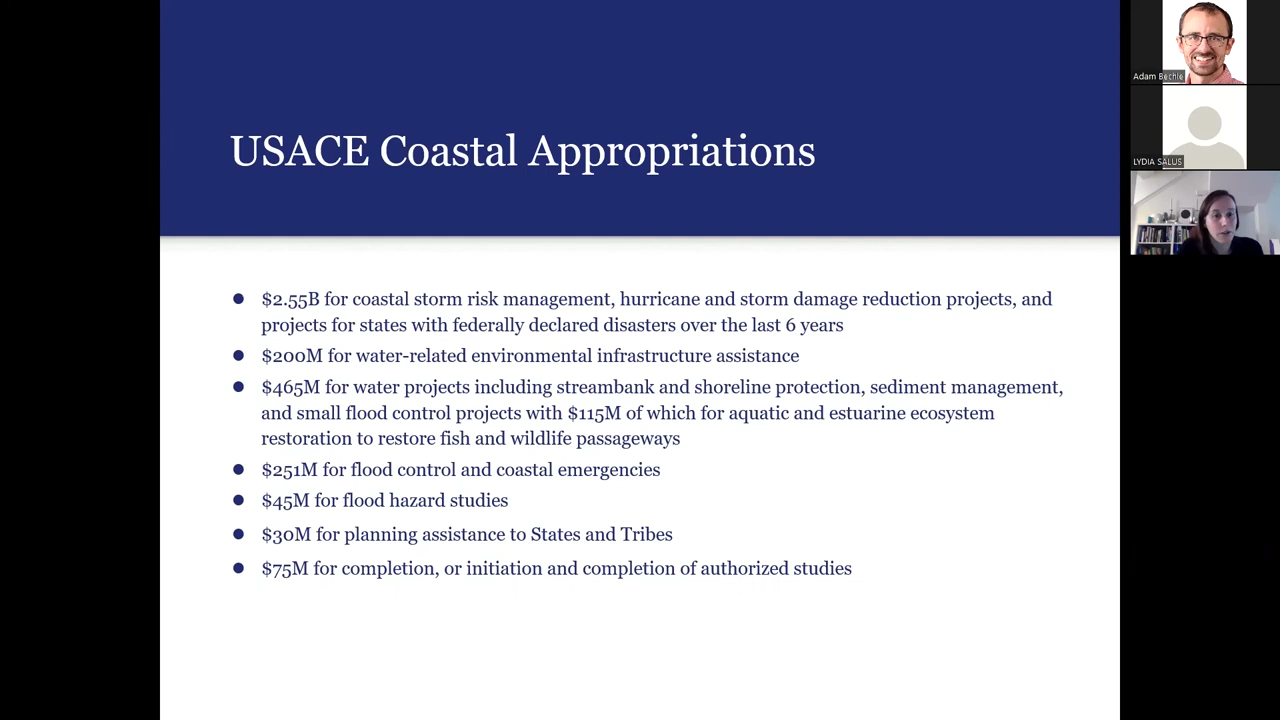 USACE Coastal Appropriations
● $2.55B for coastal storm risk management, hurricane and storm damage reduction projects, and
projects for states with federally declared disasters over the last 6 years
● $200M for water-related environmental infrastructure assistance
● $465M for water projects including streambank and shoreline protection, sediment management,
and small flood control projects with $115M of which for aquatic and estuarine ecosystem
restoration to restore fish and wildlife passageways
● $251M for flood control and coastal emergencies
● $45M for flood hazard studies
● $30M for planning assistance to States and Tribes
● $75M for completion, or initiation and completion of authorized studies
Adam Bechle
LYDIA SALUS